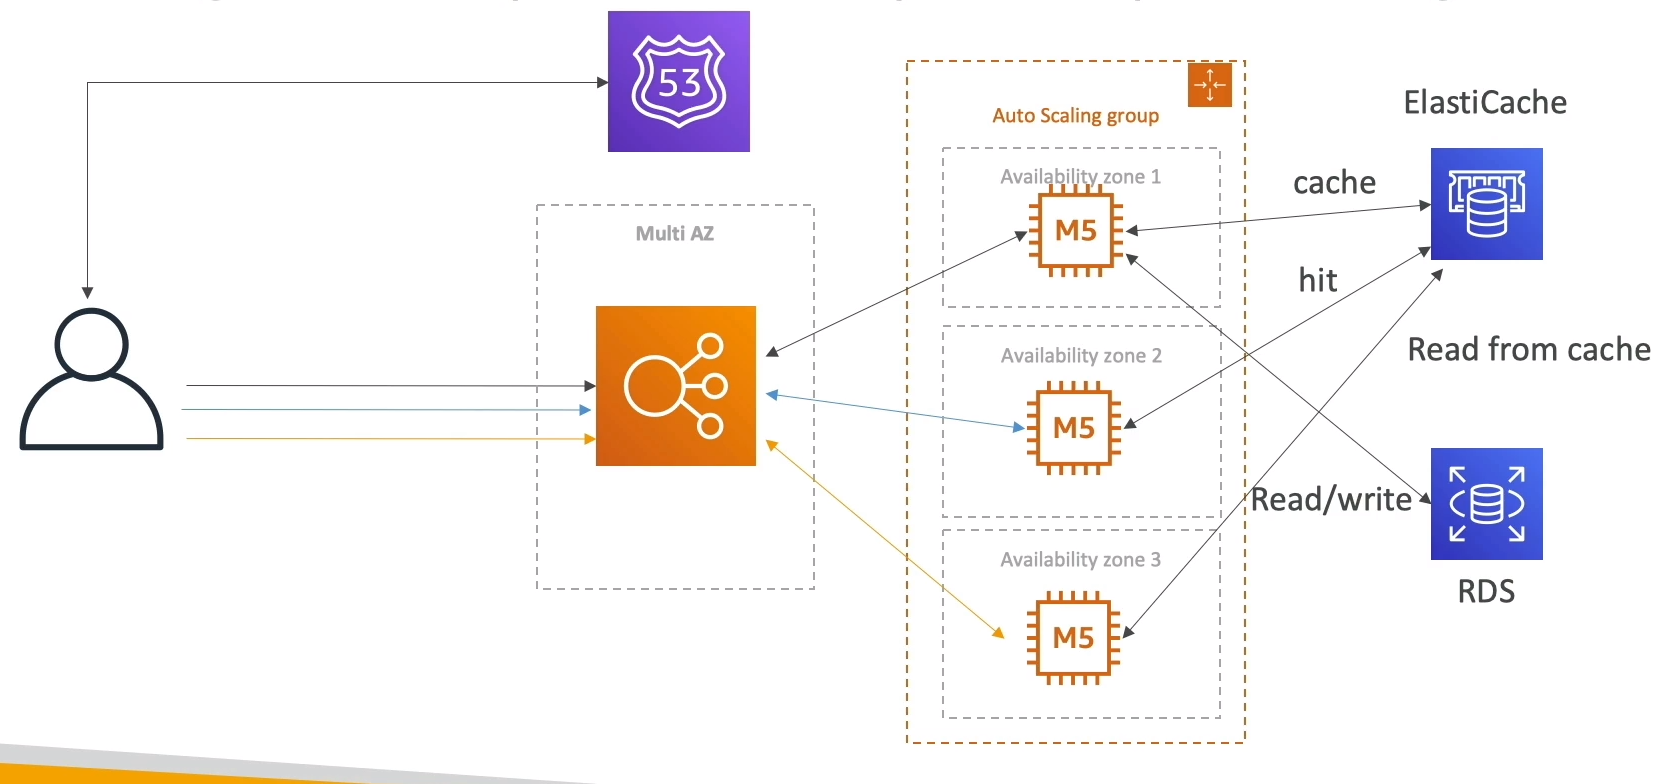 53
Auto Scaling group
ElastiCache
Availability zone 1
cache
M5
Multi AZ
hit
Availability zone 2
Read from cache
M5
Read/write
Availability zone 3
RDS
M5